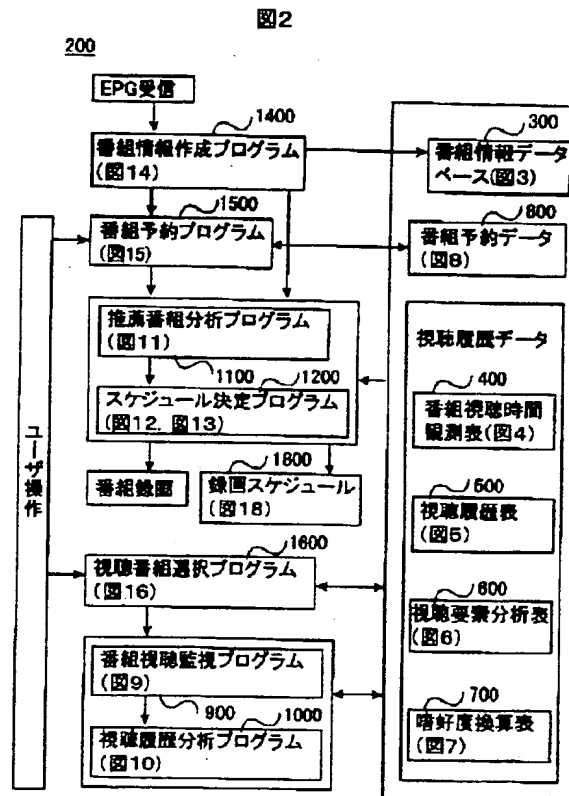 図2
200
EPG受信
1400
番組情報作成プログラム
(図14)
300
番組情報データ
ベース(図3)
1500
番組予約プログラム
(図15)
800
番組予約データ
(図8)
推薦番組分析プログラム
(図11)
1100
1200
スケジュール決定プログラム
(図12, 図13)
番組録画
1800
録画スケジュール
(図18)
ユーザ操作
1600
視聴番組選択プログラム
(図16)
番組視聴監視プログラム
(図9)
900
1000
視聴履歴分析プログラム
(図10)
視聴履歴データ
400
番組視聴時間
観測表(図4)
500
視聴履歴表
(図5)
600
視聴要素分析表
(図6)
700
嗜好度換算表
(図7)